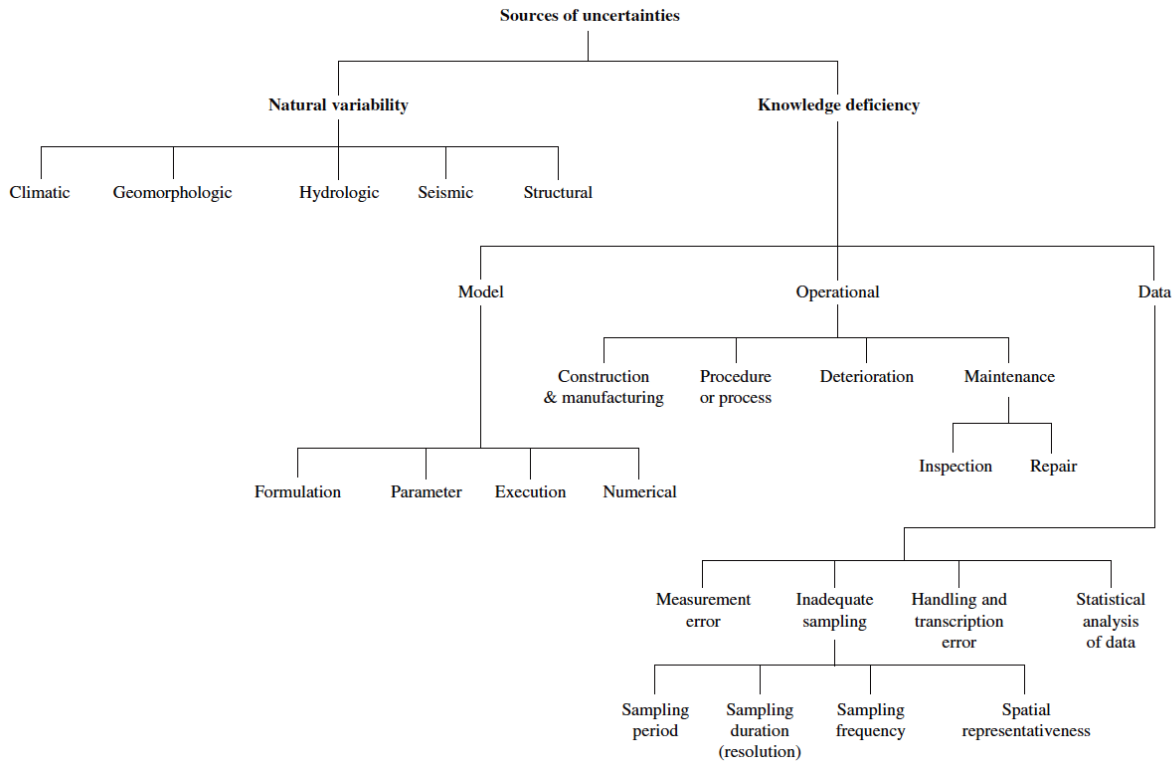 Sources of uncertainties
Natural variability
Knowledge deficiency
Climatic
Geomorphologic
Hydrologic
Seismic
Structural
Model
Operational
Data
Construction
& manufacturing
Procedure
or process
Deterioration
Maintenance
Inspection
Repair
Formulation
Parameter
Execution
Numerical
Measurement
error
Inadequate
sampling
Handling and
transcription
error
Statistical
analysis
of data
Sampling
period
Sampling
duration
(resolution)
Sampling
frequency
Spatial
representativeness